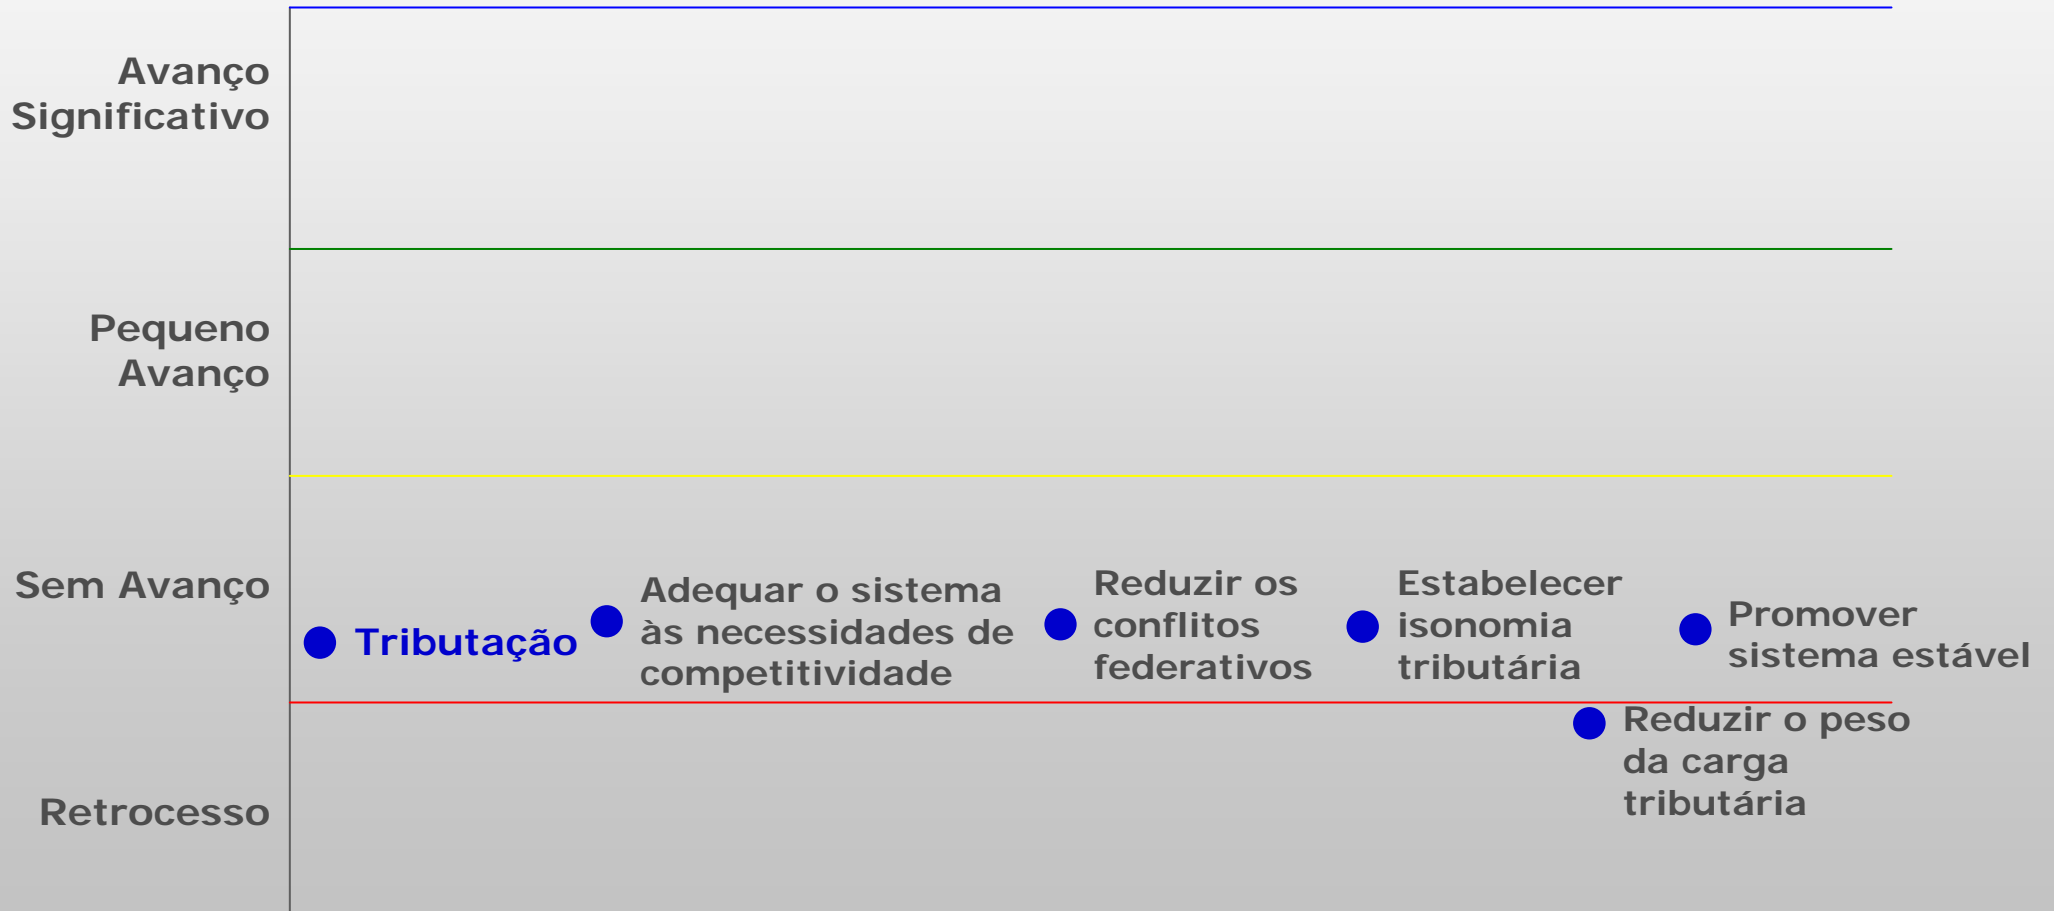 Avanço
Significativo
Pequeno
Avanço
Sem Avanço
Retrocesso
Tributação
Adequar o sistema
às necessidades de
competitividade
Reduzir os
conflitos
federativos
Estabelecer
isonomia
tributária
Promover
sistema estável
Reduzir o peso
da carga
tributária